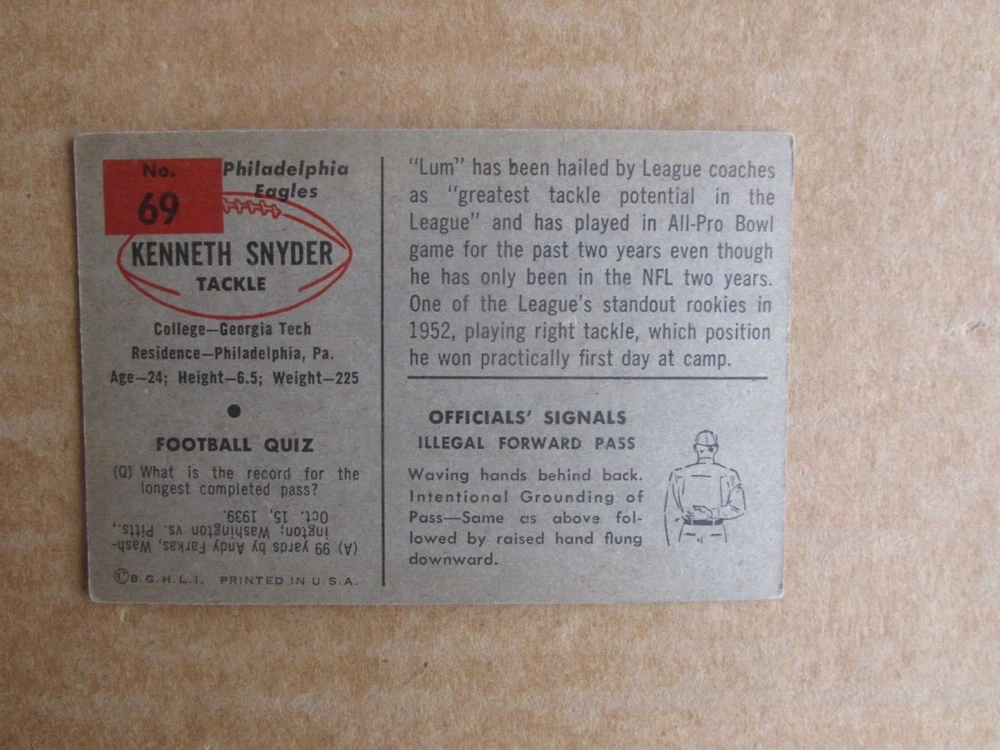 No.
69
Philadelphia
Eagles
KENNETH SNYDER
TACKLE
College—Georgia Tech
Residence—Philadelphia, Pa.
Age—24; Height—6.5; Weight—225
FOOTBALL QUIZ
(Q) What is the record for the
longest completed pass?
(A) 99 yards by Andy Farkas, Wash-
ington; Washington vs. Pitts.,
Oct. 15, 1939.
©B.G.H.L.I. PRINTED IN U.S.A.
"Lum" has been hailed by League coaches
as "greatest tackle potential in the
League" and has played in All-Pro Bowl
game for the past two years even though
he has only been in the NFL two years.
One of the League's standout rookies in
1952, playing right tackle, which position
he won practically first day at camp.
OFFICIALS' SIGNALS
ILLEGAL FORWARD PASS
Waving hands behind back.
Intentional Grounding of
Pass—Same as above fol-
lowed by raised hand flung
downward.